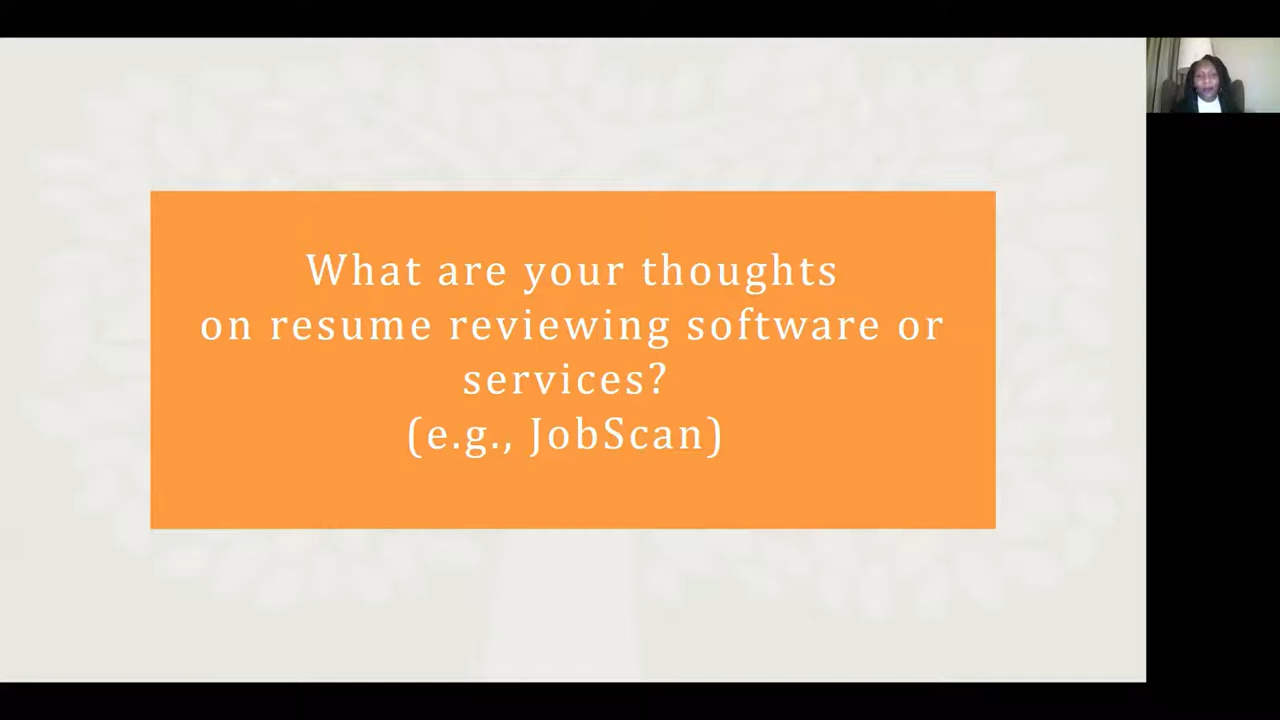 What are your thoughts
on resume reviewing software or
services?
(e.g., JobScan)